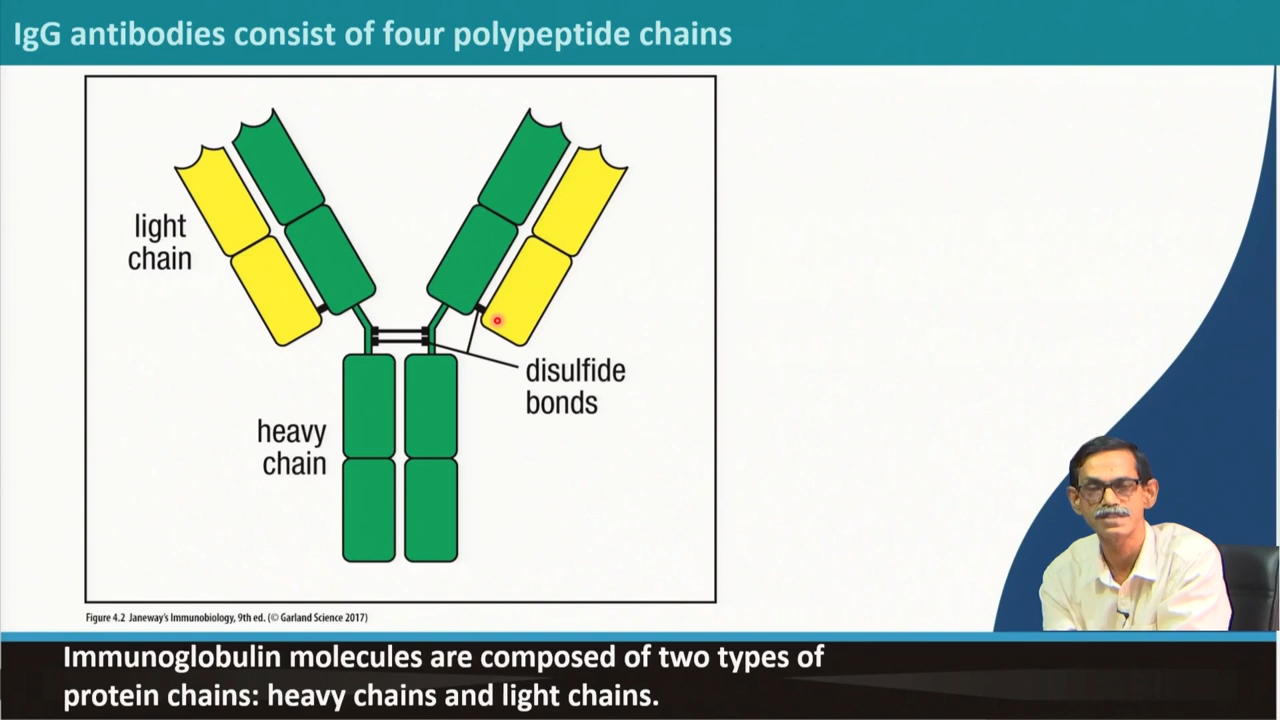 IgG antibodies consist of four polypeptide chains
light
chain
disulfide
bonds
heavy
chain
Figure 4.2 Janeway's Immunobiology, 9th ed. (© Garland Science 2017)
Immunoglobulin molecules are composed of two types of
protein chains: heavy chains and light chains.